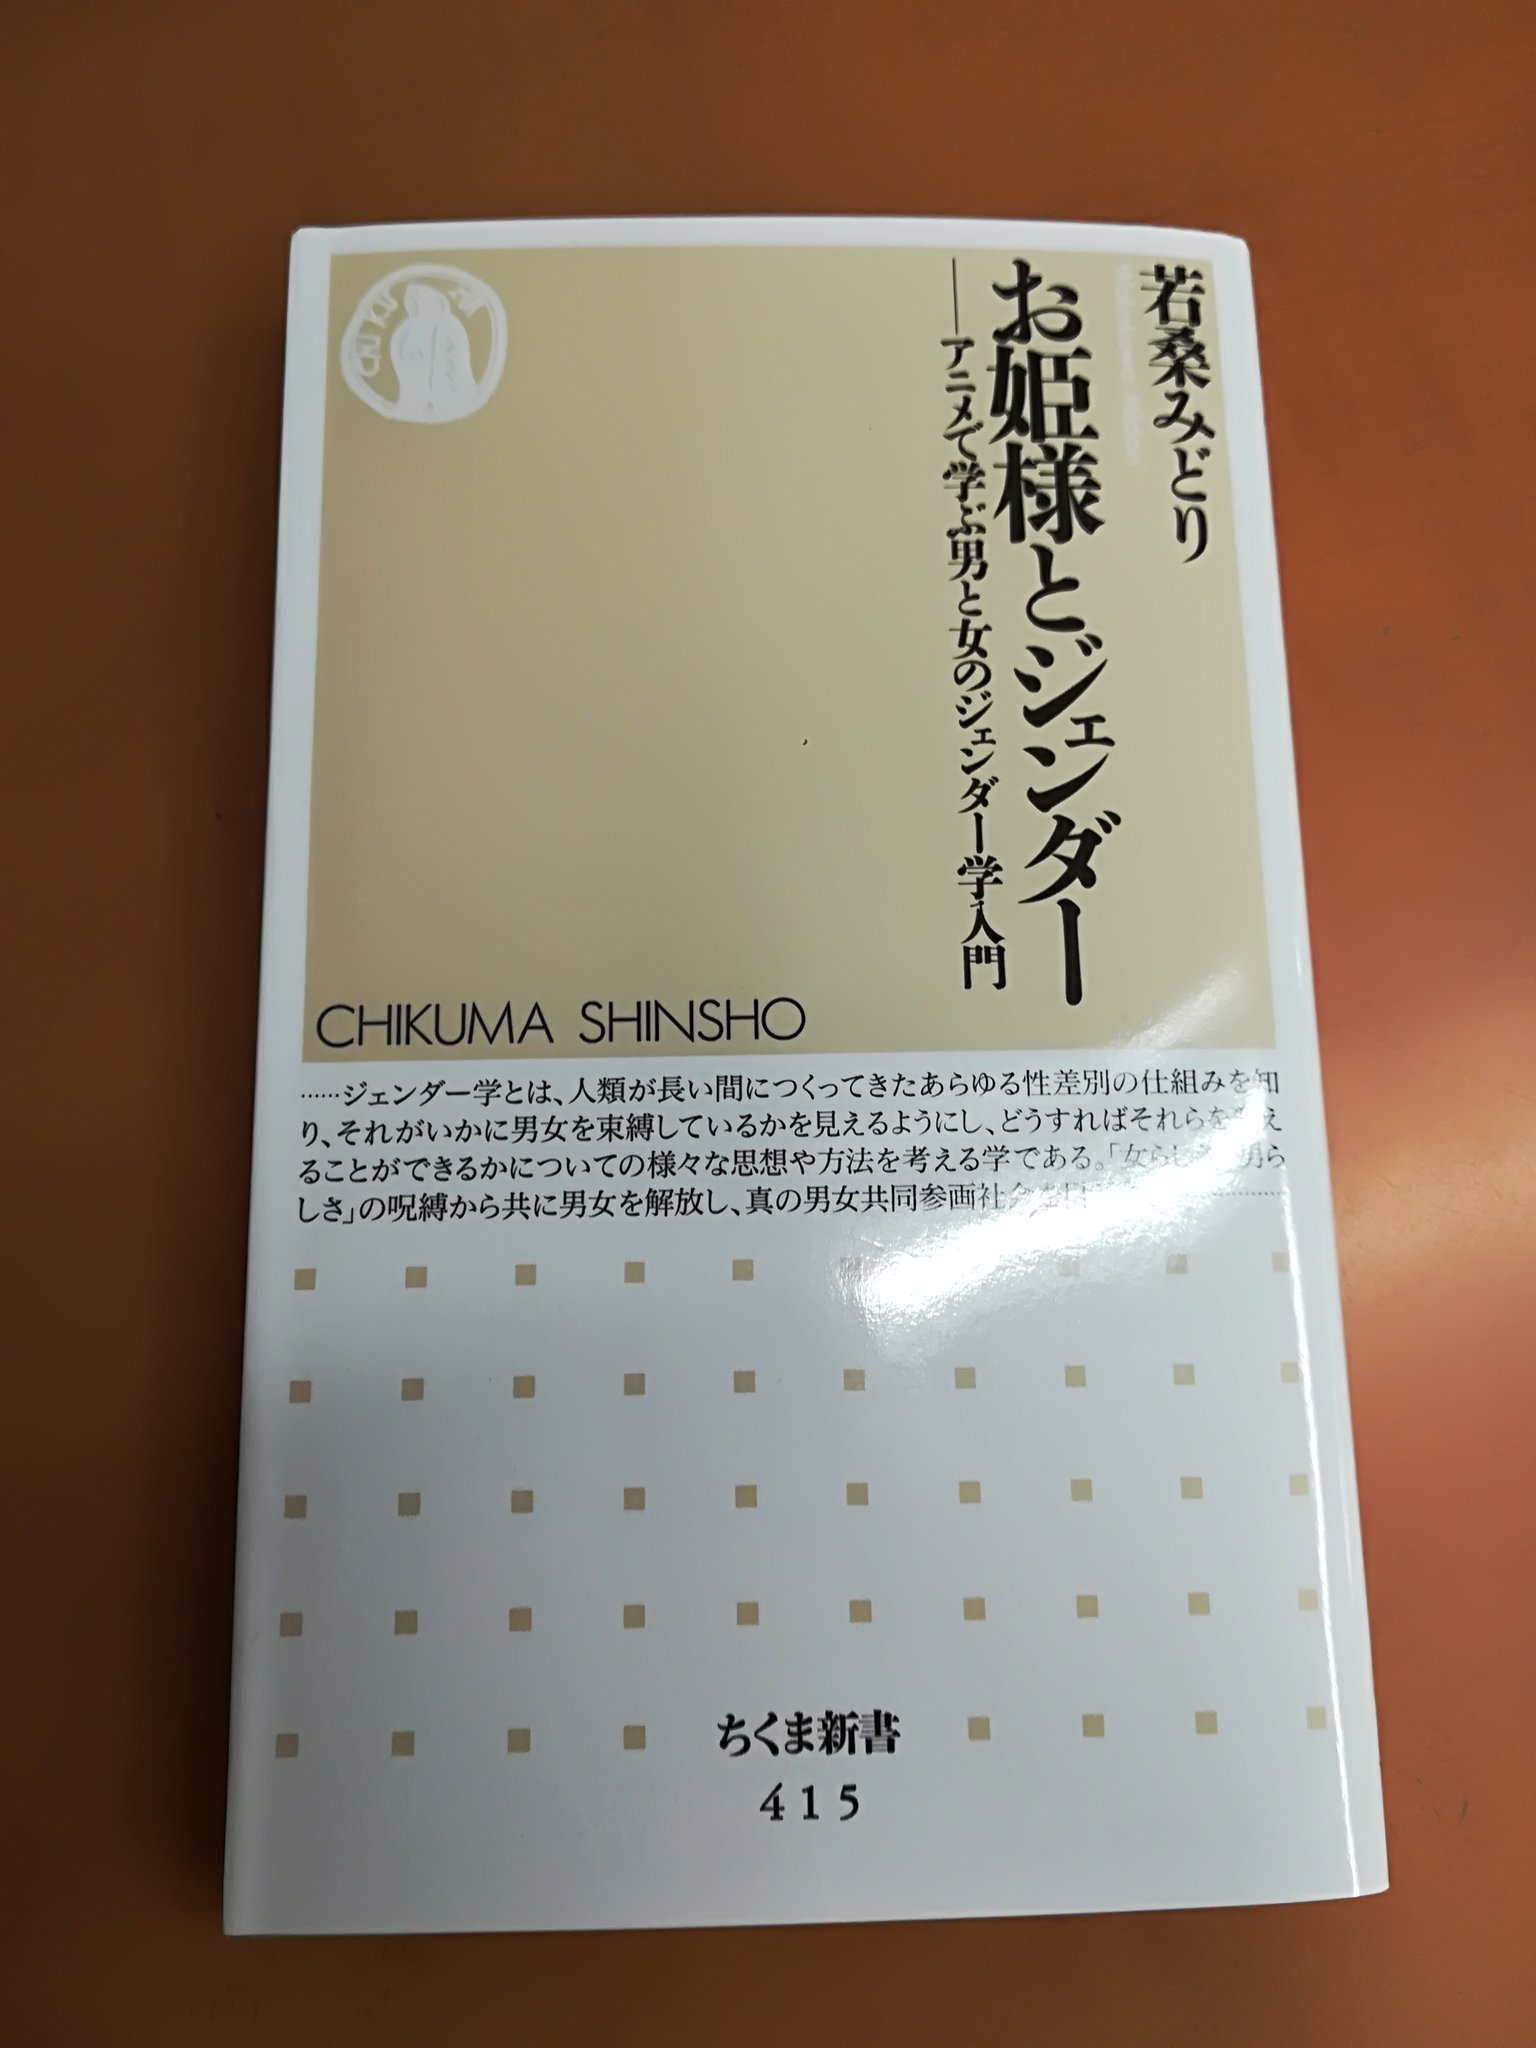 若桑みどり
お姫様とジェンダー
――アニメで学ぶ男と女のジェンダー学入門
CHIKUMA SHINSHO
……ジェンダー学とは、人類が長い間につくってきたあらゆる性差別の仕組みを知
り、それがいかに男女を束縛しているかを見えるようにし、どうすればそれらを え
ることができるかについての様々な思想や方法を考える学である。「女らしさ」「男ら
しさ」の呪縛から共に男女を解放し、真の男女共同参画社会を
ちくま新書
415